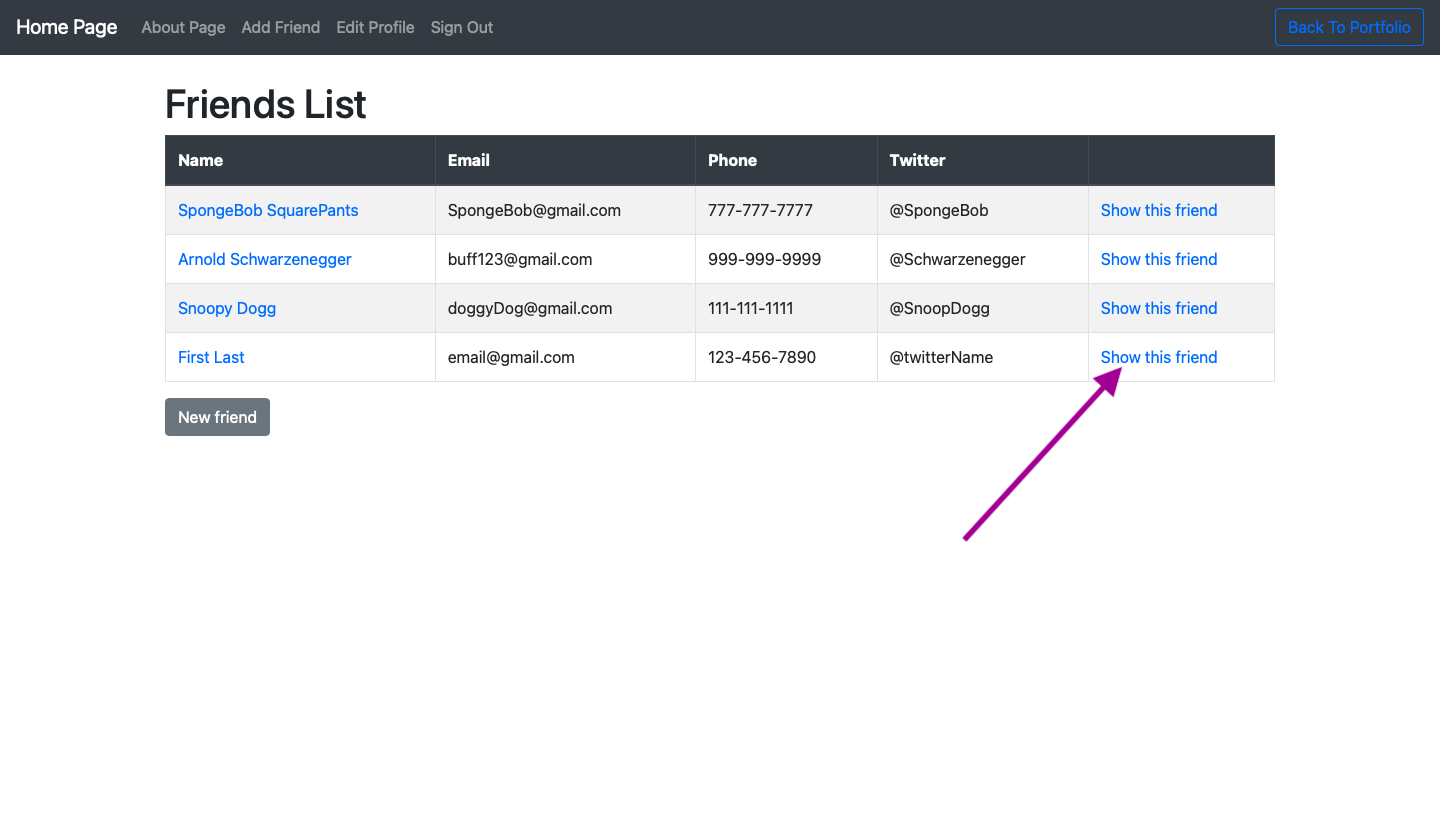 Home Page About Page Add Friend Edit Profile Sign Out Back To Portfolio
Friends List
Name Email Phone Twitter
SpongeBob SquarePants SpongeBob@gmail.com 777-777-7777 @SpongeBob Show this friend
Arnold Schwarzenegger buff123@gmail.com 999-999-9999 @Schwarzenegger Show this friend
Snoopy Dogg doggyDog@gmail.com 111-111-1111 @SnoopDogg Show this friend
First Last email@gmail.com 123-456-7890 @twitterName Show this friend
New friend